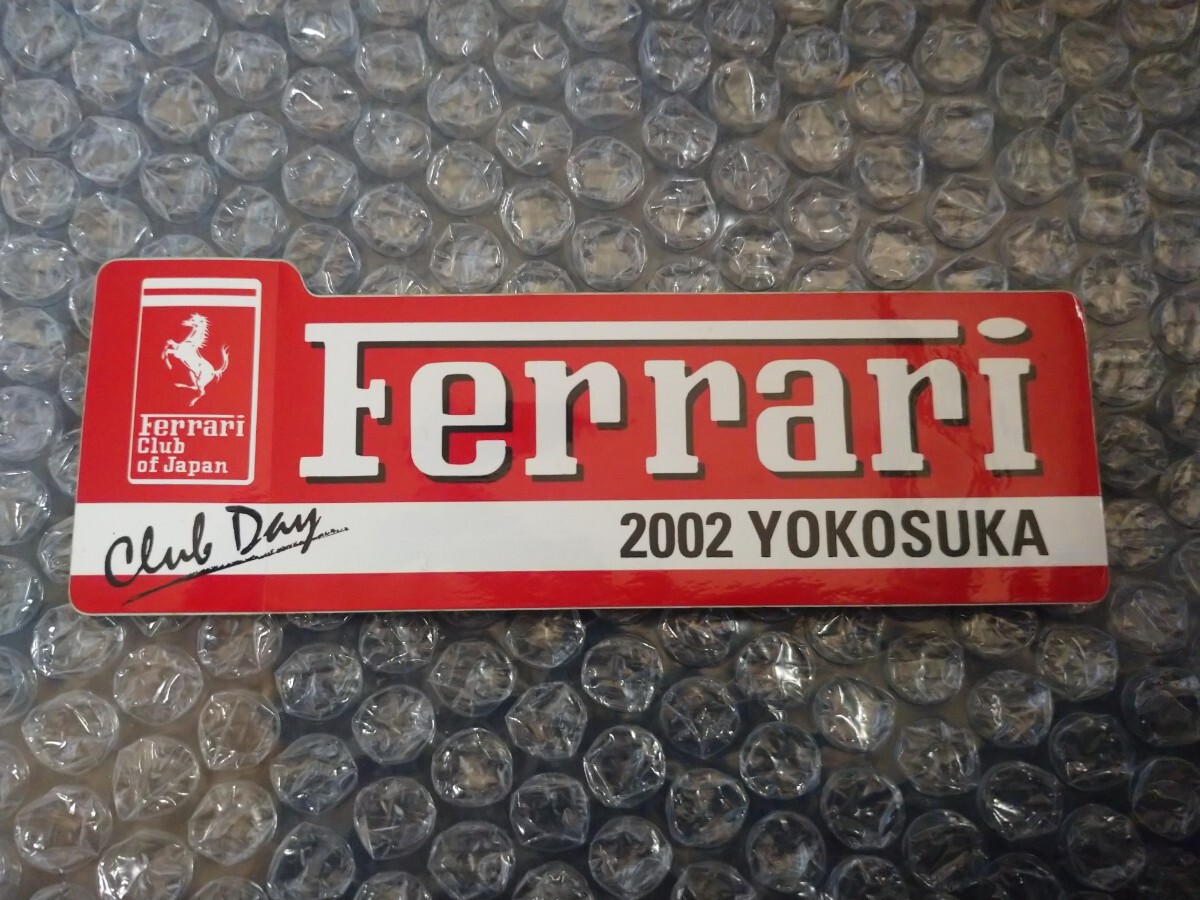 Ferrari
Club
of Japan
Ferrari
Club Day
2002 YOKOSUKA